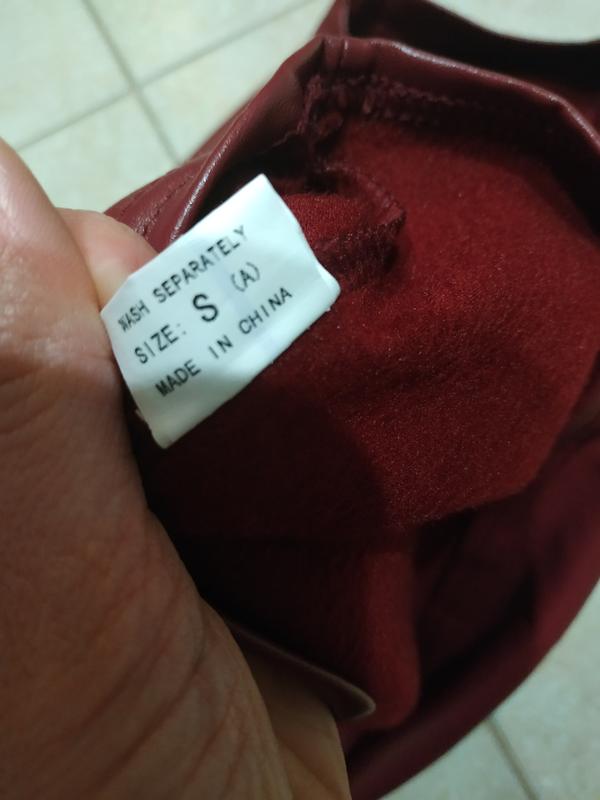 WASH SEPARATELY
SIZE: S (A)
MADE IN CHINA